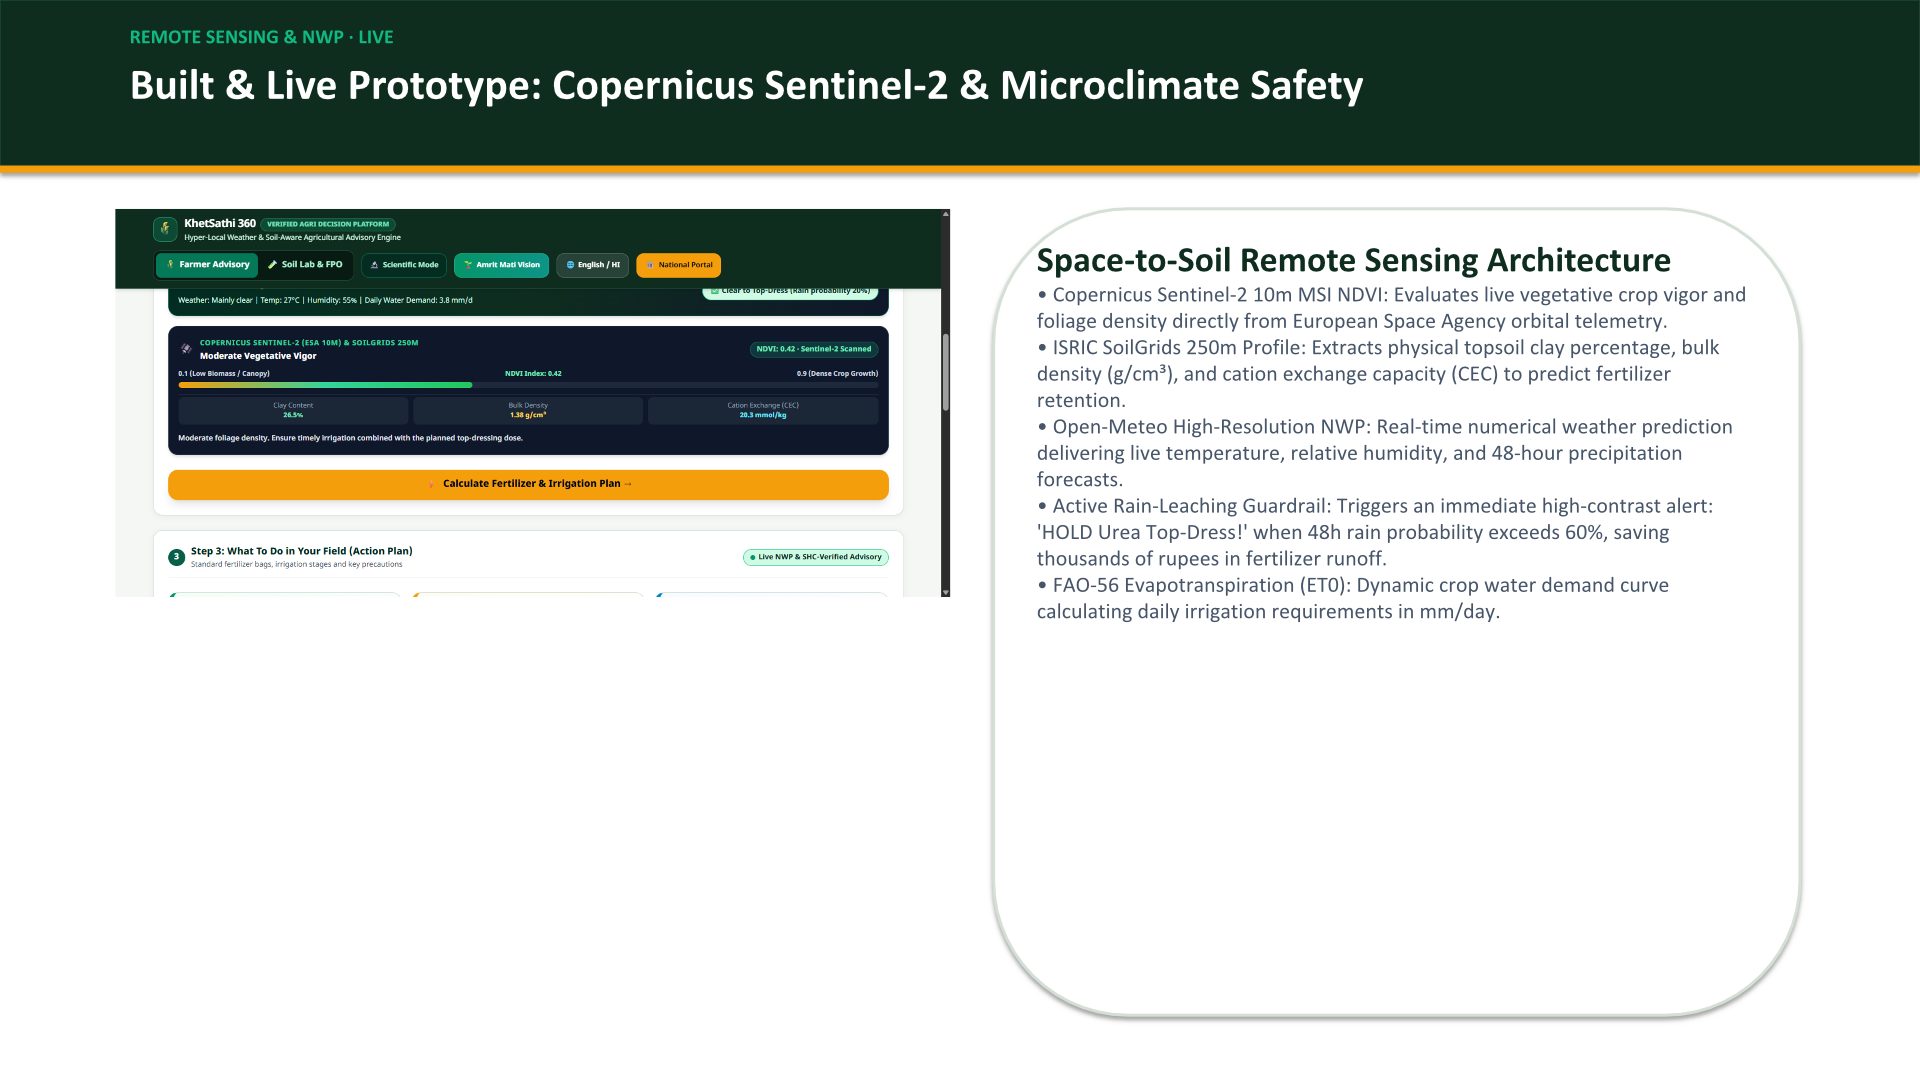 REMOTE SENSING & NWP · LIVE
Built & Live Prototype: Copernicus Sentinel-2 & Microclimate Safety
KhetSathi 360
VERIFIED AGRI DECISION PLATFORM
Hyper-Local Weather & Soil-Aware Agricultural Advisory Engine
Farmer Advisory
Soil Lab & FPO
Scientific Mode
Amrit Mati Vision
English / HI
National Portal
Weather: Mainly clear | Temp: 27°C | Humidity: 55% | Daily Water Demand: 3.8 mm/d
Clear to Top-Dress (Rain probability 20%)
COPERNICUS SENTINEL-2 (ESA 10M) & SOILGRIDS 250M
Moderate Vegetative Vigor
NDVI: 0.42 · Sentinel-2 Scanned
0.1 (Low Biomass / Canopy)
NDVI Index: 0.42
0.9 (Dense Crop Growth)
Clay Content
26.5%
Bulk Density
1.38 g/cm³
Cation Exchange (CEC)
20.3 mmol/kg
Moderate foliage density. Ensure timely irrigation combined with the planned top-dressing dose.
Calculate Fertilizer & Irrigation Plan →
3
Step 3: What To Do in Your Field (Action Plan)
Standard fertilizer bags, irrigation stages and key precautions
● Live NWP & SHC-Verified Advisory
Space-to-Soil Remote Sensing Architecture
• Copernicus Sentinel-2 10m MSI NDVI: Evaluates live vegetative crop vigor and
foliage density directly from European Space Agency orbital telemetry.
• ISRIC SoilGrids 250m Profile: Extracts physical topsoil clay percentage, bulk
density (g/cm³), and cation exchange capacity (CEC) to predict fertilizer
retention.
• Open-Meteo High-Resolution NWP: Real-time numerical weather prediction
delivering live temperature, relative humidity, and 48-hour precipitation
forecasts.
• Active Rain-Leaching Guardrail: Triggers an immediate high-contrast alert:
'HOLD Urea Top-Dress!' when 48h rain probability exceeds 60%, saving
thousands of rupees in fertilizer runoff.
• FAO-56 Evapotranspiration (ET0): Dynamic crop water demand curve
calculating daily irrigation requirements in mm/day.